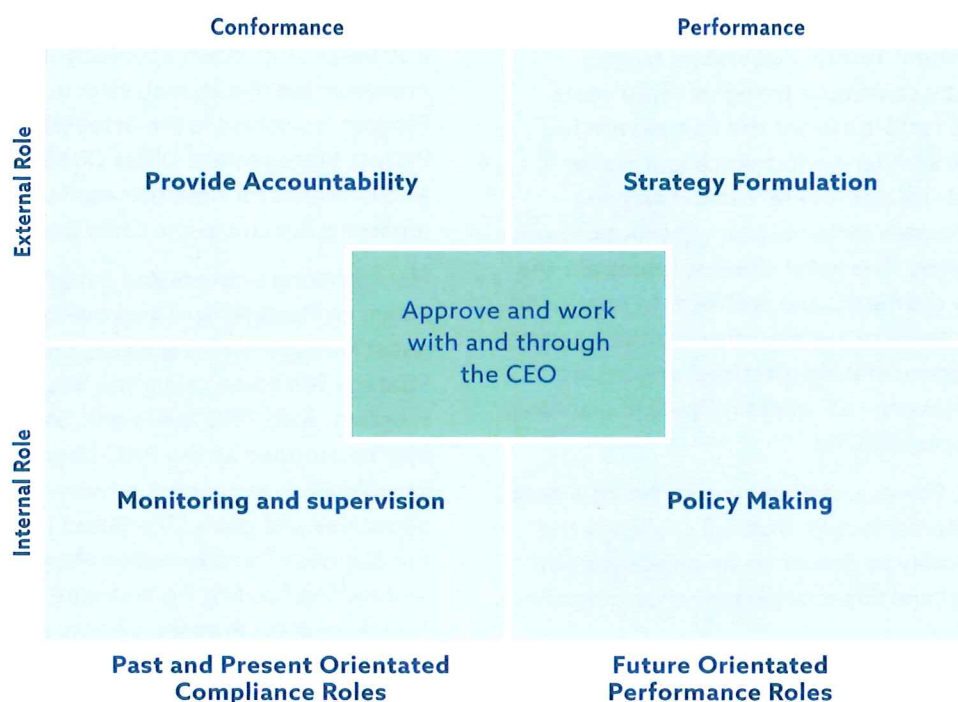 Conformance
Performance
External Role
Provide Accountability
Strategy Formulation
Approve and work
with and through
the CEO
Internal Role
Monitoring and supervision
Policy Making
Past and Present Orientated
Compliance Roles
Future Orientated
Performance Roles